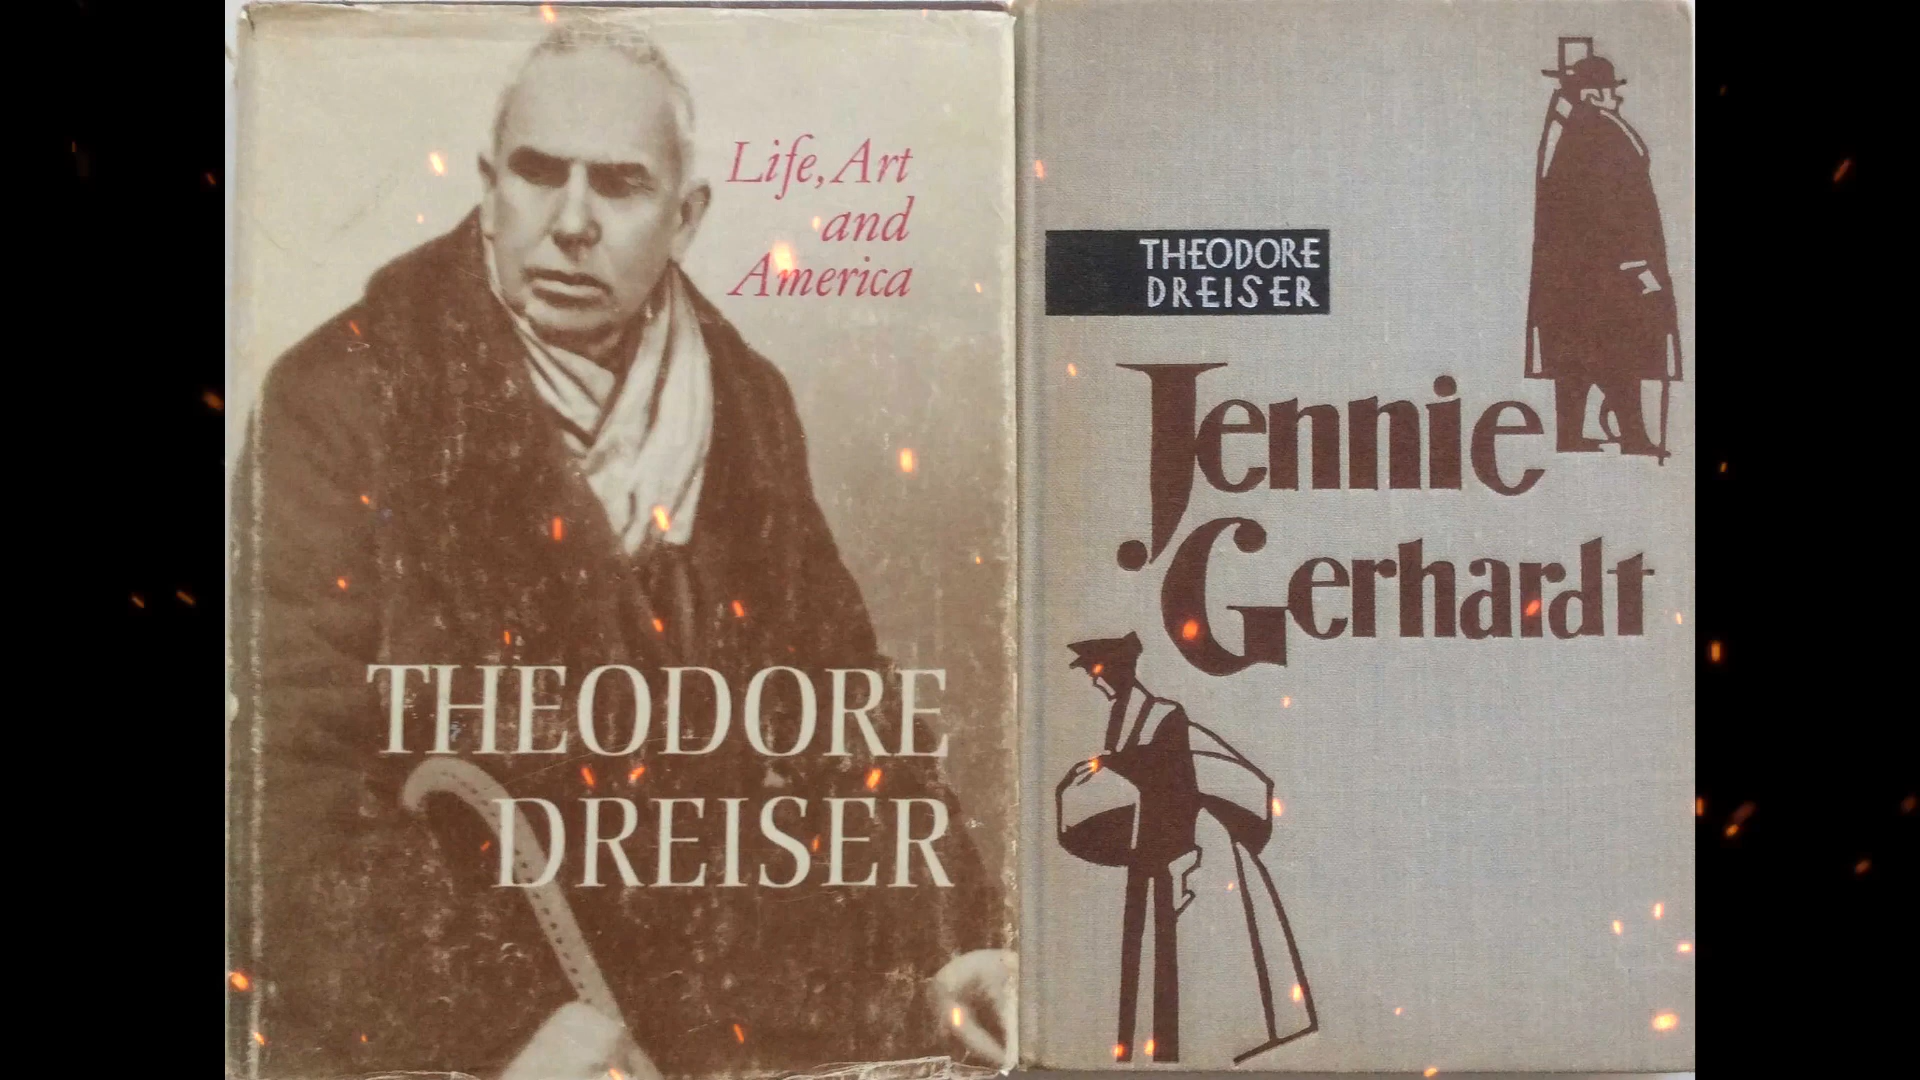 Life, Art
and
America
THEODORE
DREISER
THEODORE
DREISER
Jennie
Gerhardt